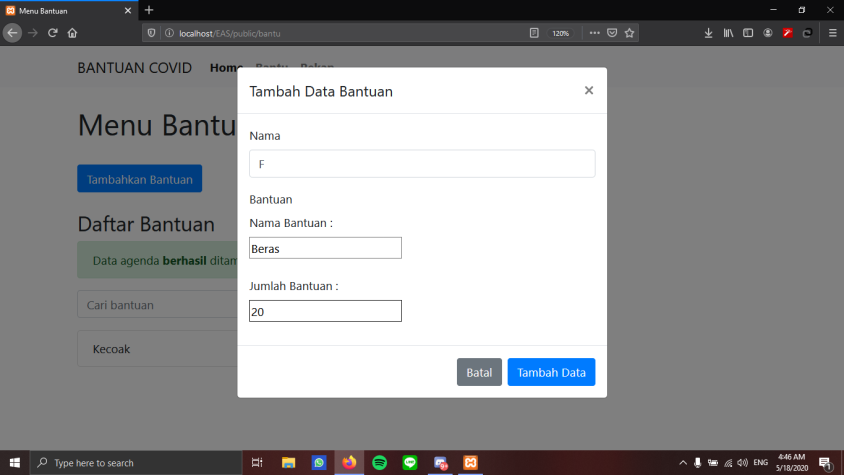 Menu Bantuan
localhost/EAS/public/bantu
120%
BANTUAN COVID Home Bantu Rekap
Menu Bantu
Tambahkan Bantuan
Daftar Bantuan
Data agenda berhasil ditam
Cari bantuan
Kecoak
Tambah Data Bantuan
×
Nama
F
Bantuan
Nama Bantuan :
Beras
Jumlah Bantuan :
20
Batal
Tambah Data
Type here to search
ENG
4:46 AM
5/18/2020